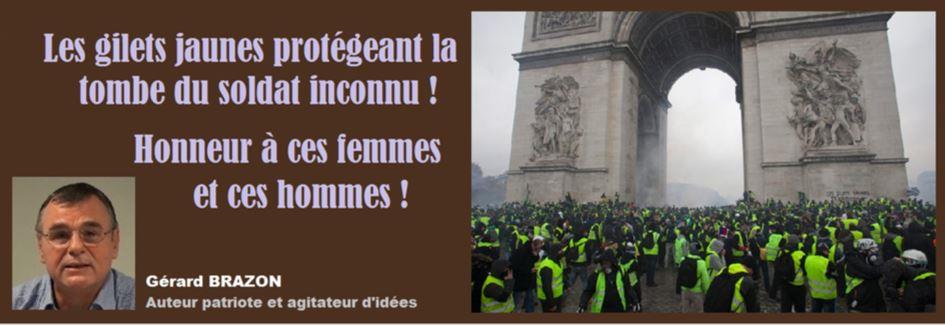 Les gilets jaunes protégeant la
tombe du soldat inconnu !
Honneur à ces femmes
et ces hommes !
Gérard BRAZON
Auteur patriote et agitateur d'idées